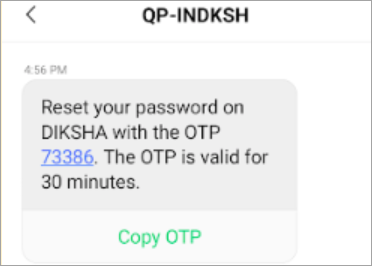 QP-INDKSH
4:56 PM
Reset your password on
DIKSHA with the OTP
73386. The OTP is valid for
30 minutes.
Copy OTP